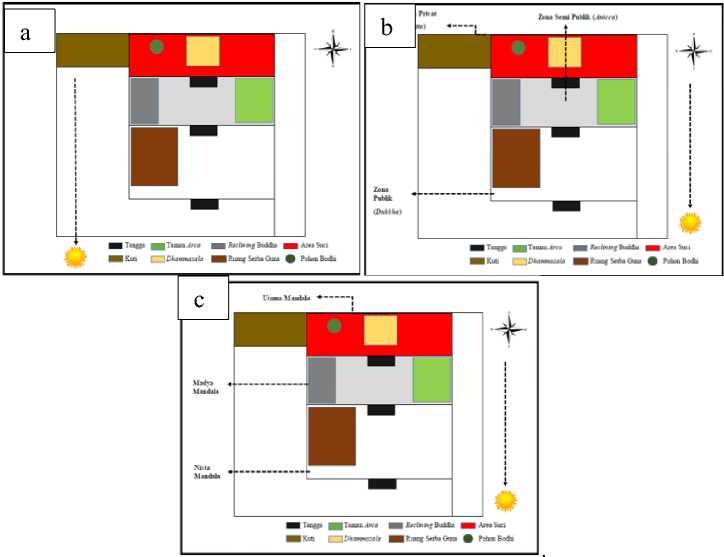 a
Tangga
Taman Arca
Reclining Buddha
Area Suci
Kuti
Dhammasala
Ruang Serba Guna
Pohon Bodhi
b
Privat
Zona Semi Publik (Anicca)
Zona
Publik
(Dukkha)
Tangga
Taman Arca
Reclining Buddha
Area Suci
Kuti
Dhammasala
Ruang Serba Guna
Pohon Bodhi
c
Utama Mandala
Madya
Mandala
Nista
Mandala
Tangga
Taman Arca
Reclining Buddha
Area Suci
Kuti
Dhammasala
Ruang Serba Guna
Pohon Bodhi